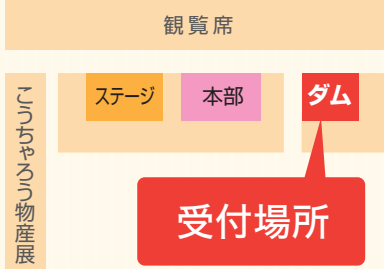 観覧席
ステージ
本部
ダム
こうちゃろう物産展
受付場所